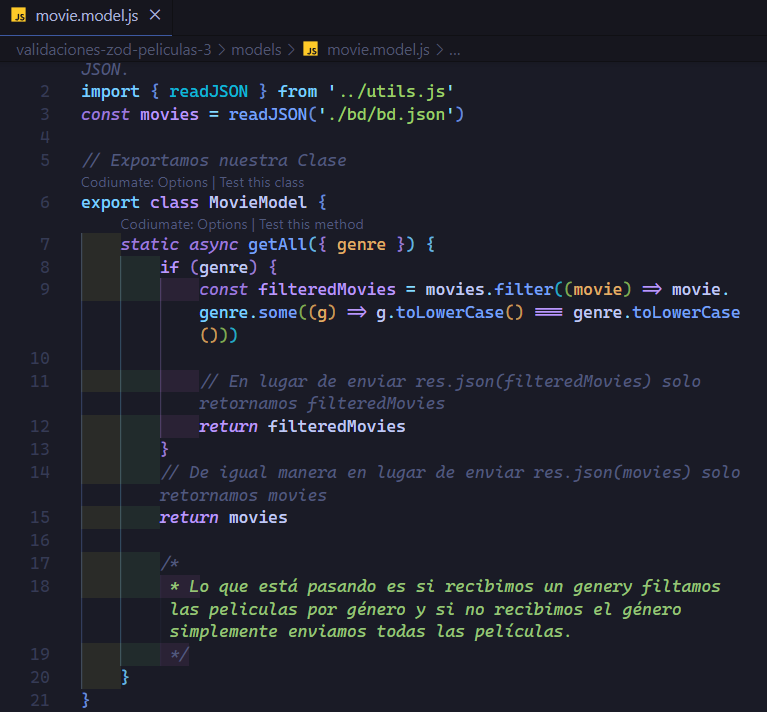 JS movie.model.js ×
validaciones-zod-peliculas-3 > models > JS movie.model.js > ...
JSON.
2 import { readJSON } from '../utils.js'
3 const movies = readJSON('./bd/bd.json')
4
5 // Exportamos nuestra Clase
Codiumate: Options | Test this class
6 export class MovieModel {
Codiumate: Options | Test this method
7 static async getAll({ genre }) {
8 if (genre) {
9 const filteredMovies = movies.filter((movie) => movie.
genre.some((g) => g.toLowerCase() === genre.toLowerCase
()))
10
11 // En lugar de enviar res.json(filteredMovies) solo
retornamos filteredMovies
12 return filteredMovies
13 }
14 // De igual manera en lugar de enviar res.json(movies) solo
retornamos movies
15 return movies
16
17 /*
18 * Lo que está pasando es si recibimos un genery filtamos
las peliculas por género y si no recibimos el género
simplemente enviamos todas las películas.
19 */
20 }
21 }